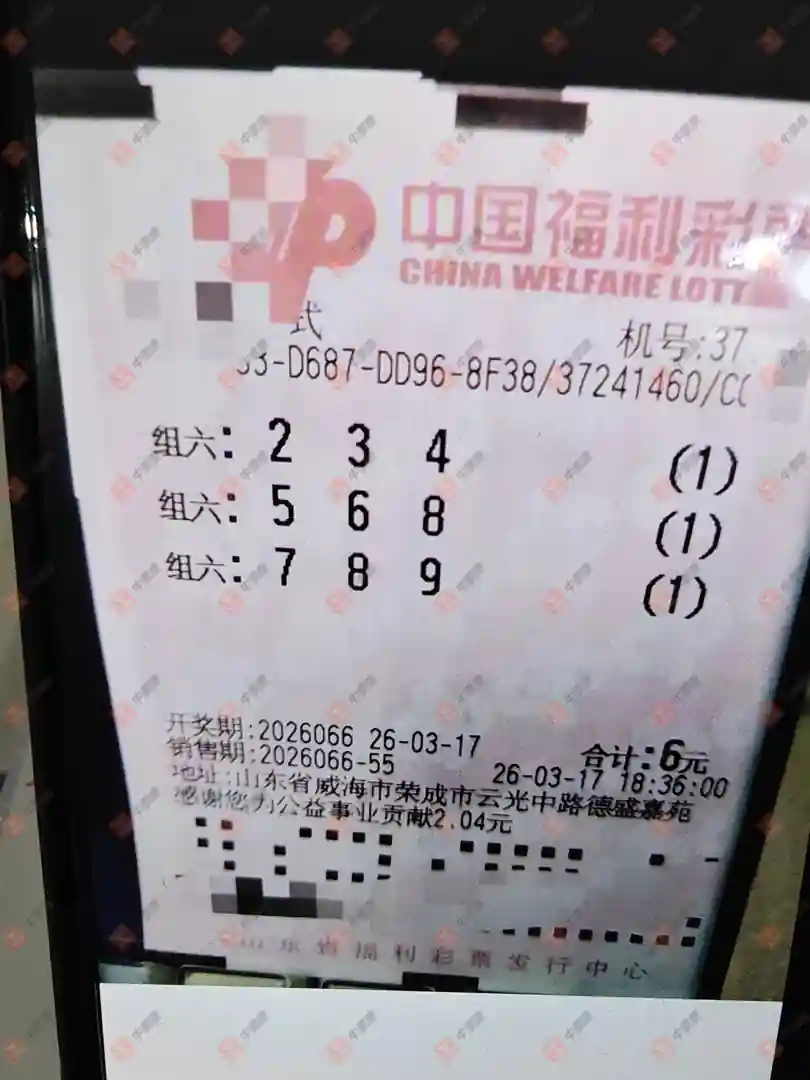 中国福利彩
CHINA WELFARE LOTT
式 机号:37
3-D687-DD96-8F38/37241460/C
组六: 2 3 4 (1)
组六: 5 6 8 (1)
组六: 7 8 9 (1)
开奖期:2026066 26-03-17 合计:6元
销售期:2026066-55 26-03-17 18:36:00
地址:山东省威海市荣成市云光中路德盛嘉苑
感谢您为公益事业贡献2.04元
山东省福利彩票发行中心